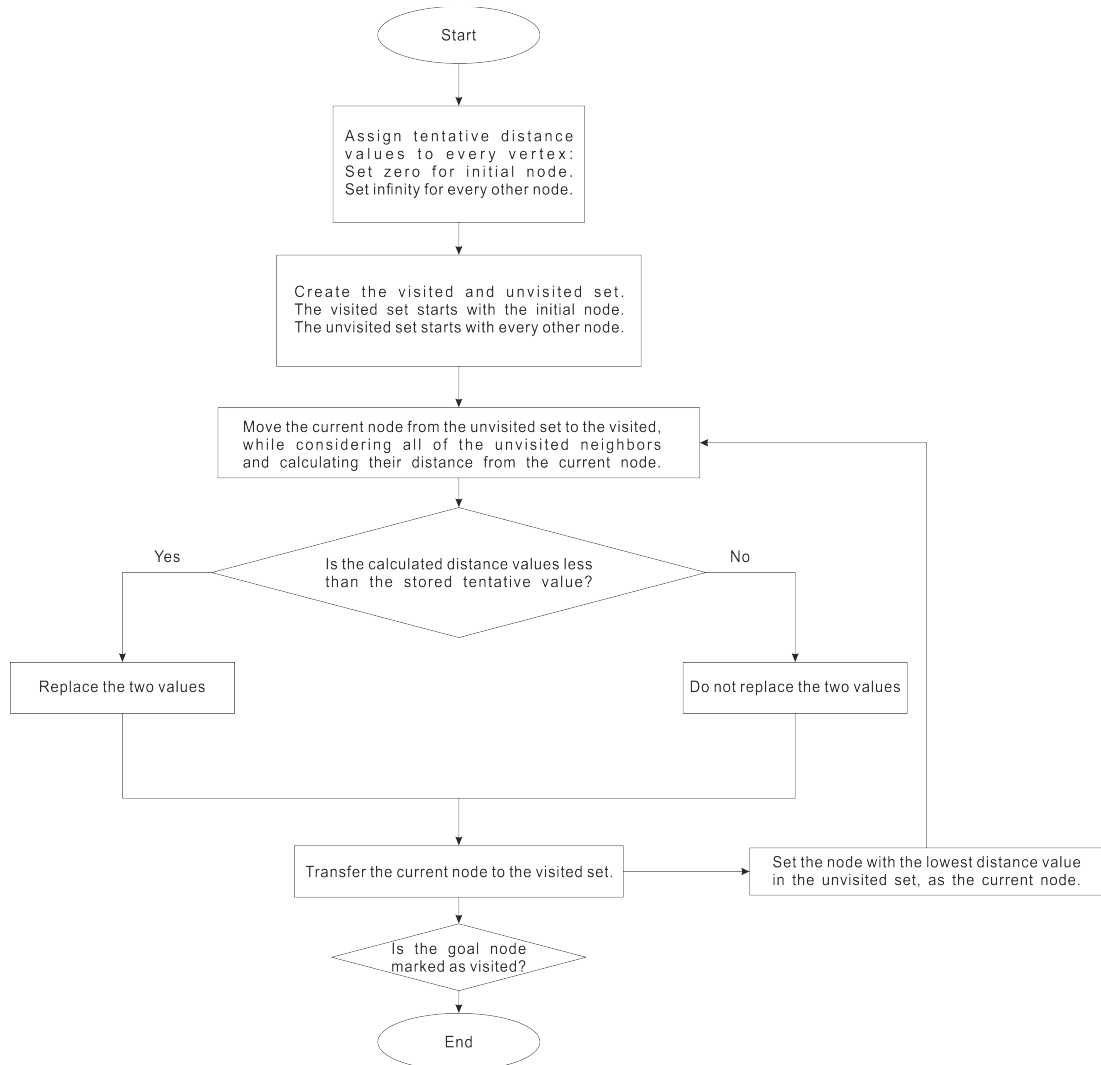 Start
Assign tentative distance
values to every vertex:
Set zero for initial node.
Set infinity for every other node.
Create the visited and unvisited set.
The visited set starts with the initial node.
The unvisited set starts with every other node.
Move the current node from the unvisited set to the visited,
while considering all of the unvisited neighbors
and calculating their distance from the current node.
Yes
Is the calculated distance values less
than the stored tentative value?
No
Replace the two values
Do not replace the two values
Transfer the current node to the visited set.
Set the node with the lowest distance value
in the unvisited set, as the current node.
Is the goal node
marked as visited?
End